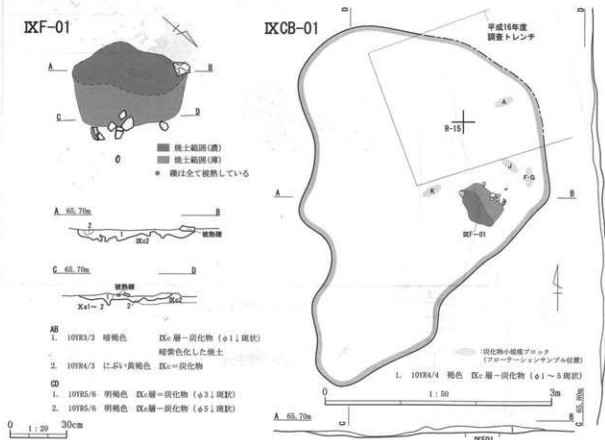 ⅨF-01
A
B
C
D
焼土範囲(濃)
焼土範囲(薄)
* 礫は全て被熱している
A 65.70m B
2
1
Ⅸc2
被熱礫
C 65.70m D
被熱礫
Ⅹa1~2
2
Ⅸc2
AB
1. 10YR3/3 暗褐色 Ⅸc層-炭化物(φ1↓斑状)
暗紫色化した焼土
2. 10YR4/3 にぶい黄褐色 Ⅸc=炭化物
CD
1. 10YR5/6 明褐色 Ⅸc層=炭化物(φ3↓斑状)
2. 10YR5/6 明褐色 Ⅸc層=炭化物(φ5↓斑状)
0 1:20 30cm
ⅨCB-01
D
D
平成16年度
調査トレンチ
A
R-15
J
F-G
K
A
B
ⅨF-01
:炭化物小規模ブロック
(フローテーションサンプル位置)
1. 10YR4/4 褐色 Ⅸc層-炭化物(φ1~5斑状)
0 1:50 3m
C
C 65.80m
A 65.70m B
1
ⅨF01